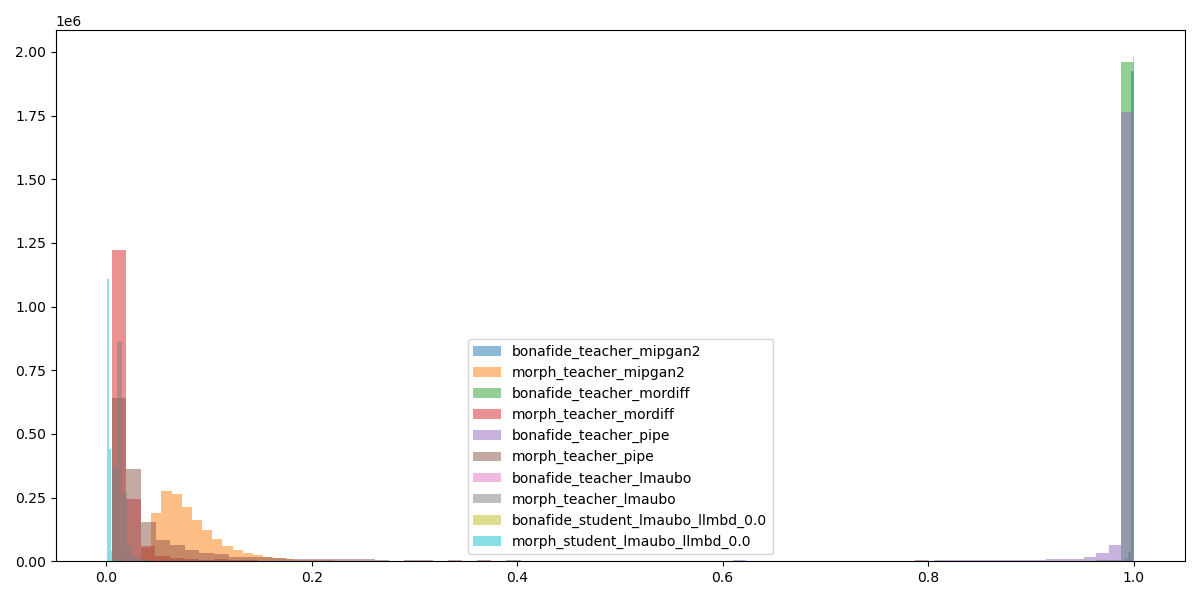 1e6
2.00
1.75
1.50
1.25
1.00
0.75
0.50
0.25
0.00
0.0 0.2 0.4 0.6 0.8 1.0
bonafide_teacher_mipgan2
morph_teacher_mipgan2
bonafide_teacher_mordiff
morph_teacher_mordiff
bonafide_teacher_pipe
morph_teacher_pipe
bonafide_teacher_lmaubo
morph_teacher_lmaubo
bonafide_student_lmaubo_llmbd_0.0
morph_student_lmaubo_llmbd_0.0